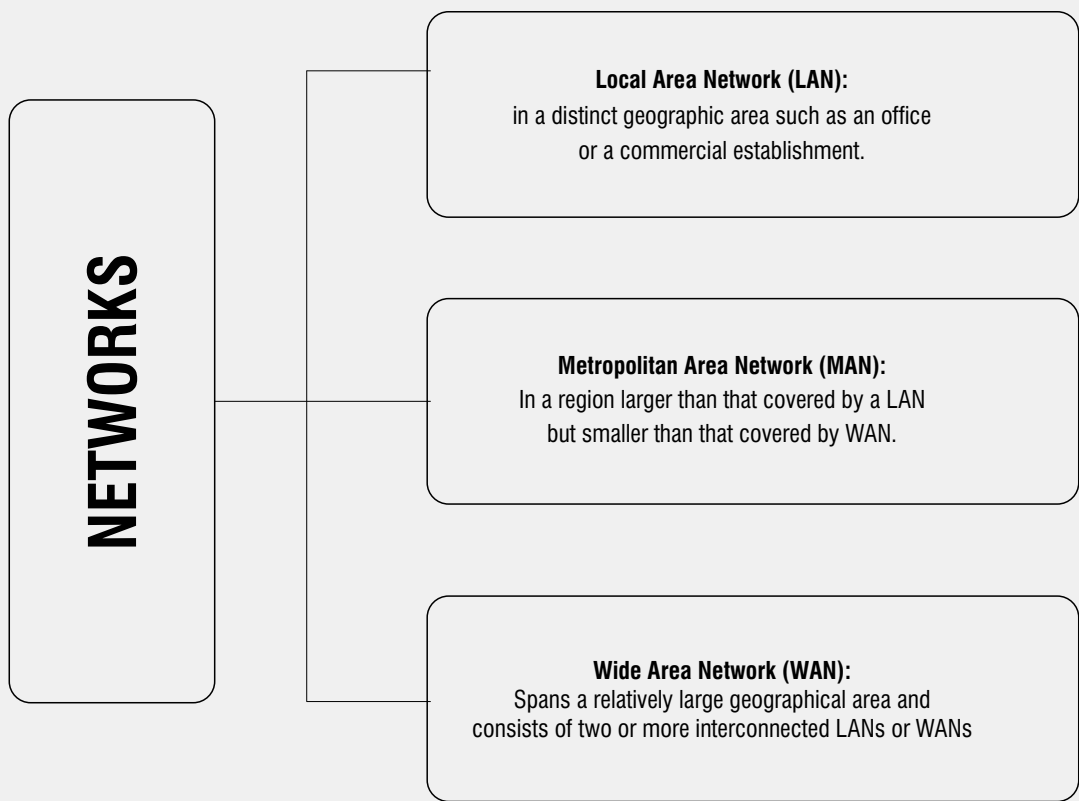 NETWORKS
Local Area Network (LAN):
in a distinct geographic area such as an office
or a commercial establishment.
Metropolitan Area Network (MAN):
In a region larger than that covered by a LAN
but smaller than that covered by WAN.
Wide Area Network (WAN):
Spans a relatively large geographical area and
consists of two or more interconnected LANs or WANs